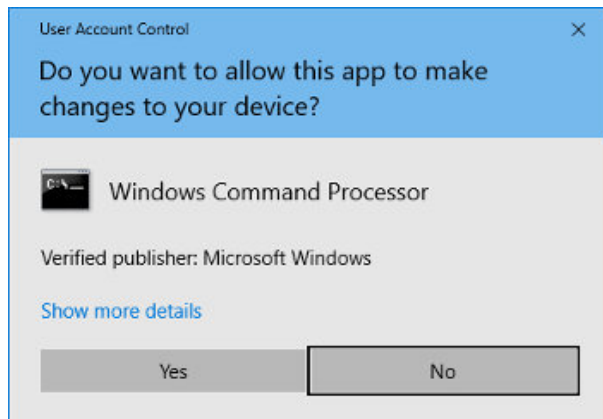 User Account Control
Do you want to allow this app to make
changes to your device?
C:\_
Windows Command Processor
Verified publisher: Microsoft Windows
Show more details
Yes
No